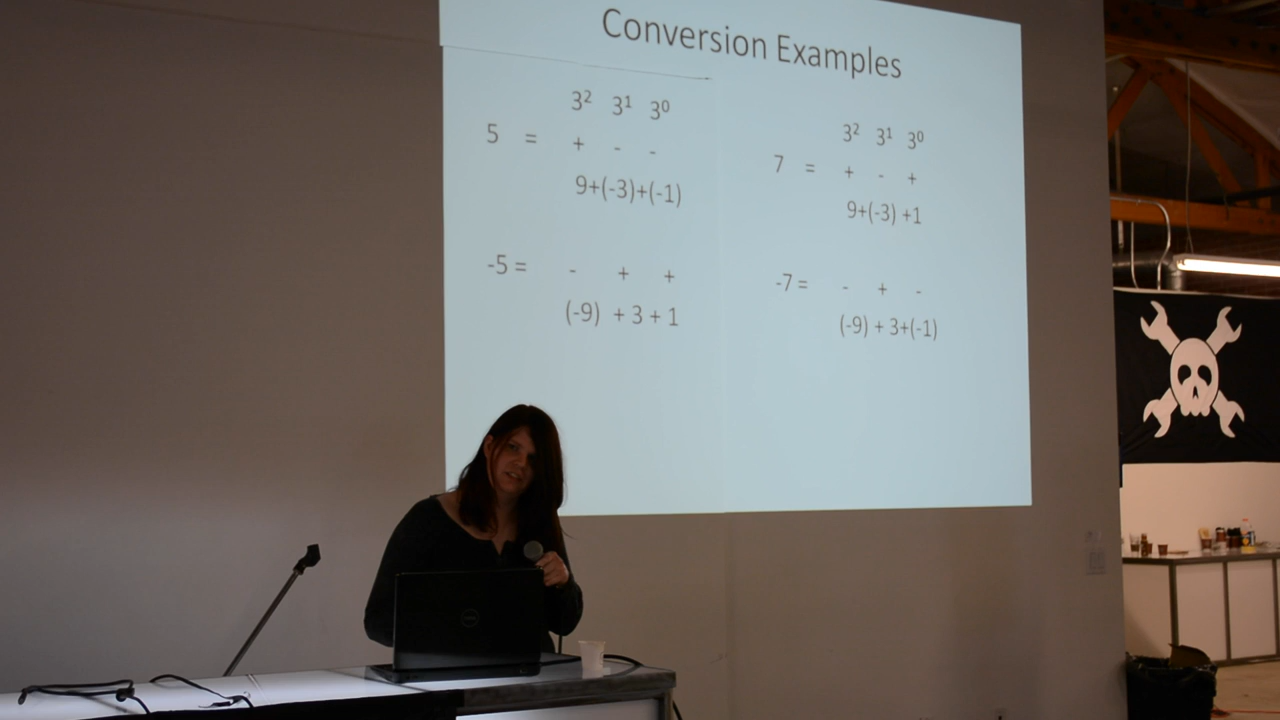 Conversion Examples
3² 3¹ 3⁰
5 = + - -
9+(-3)+(-1)
-5 = - + +
(-9) + 3 + 1
3² 3¹ 3⁰
7 = + - +
9+(-3) +1
-7 = - + -
(-9) + 3+(-1)